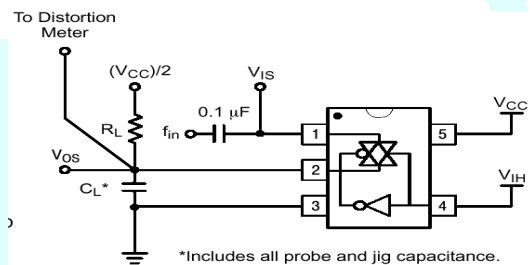 To Distortion
Meter
(VCC)/2
VIS
0.1 μF
VCC
RL
fin
1
5
VOS
2
CL*
VIH
3
4
*Includes all probe and jig capacitance.